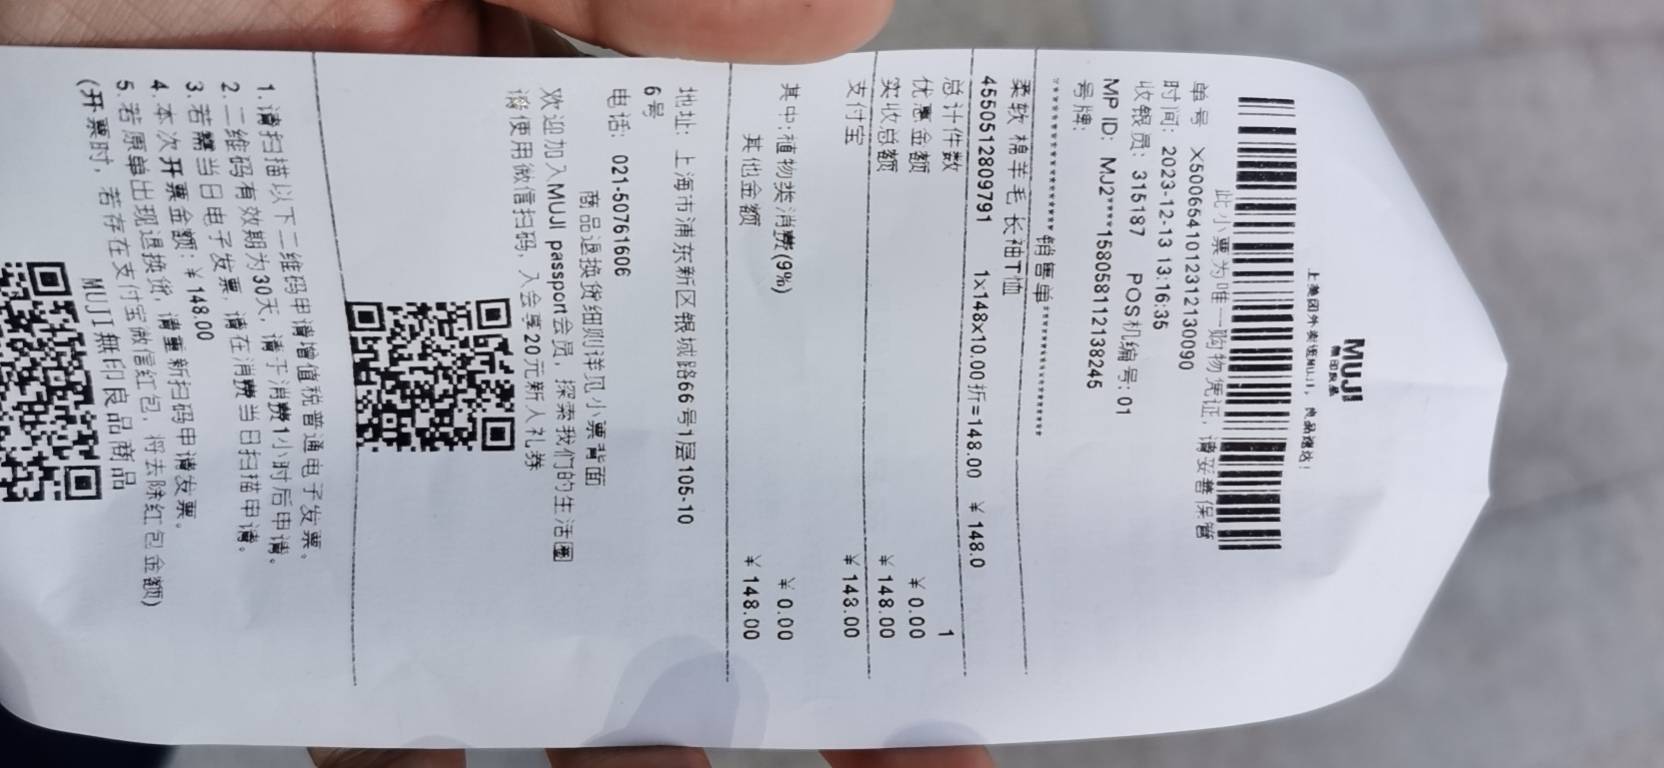 MUJI
無印良品
上美团外卖逛MUJI，良品速达！
此小票为唯一购物凭证，请妥善保管
单号 X5006541012312130090
时间: 2023-12-13 13:16:35
收银员: 315187 POS机编号: 01
MP ID: MJ2****158058112138245
号牌:
********************销售单********************
柔软 棉羊毛 长袖T恤
4550512809791 1x148x10.00折=148.00 ¥148.0
总计件数 1
优惠金额 ¥0.00
实收总额 ¥148.00
支付宝 ¥148.00
其中:植物类消费(9%) ¥0.00
其他金额 ¥148.00
地址: 上海市浦东新区银城路66号1层105-10
6号
电话: 021-50761606
商品退换货细则详见小票背面
欢迎加入MUJI passport会员，探索我们的生活圈
请使用微信扫码，入会享20元新人礼券
1.请扫描以下二维码申请增值税普通电子发票。
2.二维码有效期为30天，请于消费1小时后申请。
3.若需当日电子发票，请在消费当日扫描申请。
4.本次开票金额:¥148.00
5.若原单出现退换货，请重新扫码申请发票。
(开票时，若存在支付宝微信红包，将去除红包金额)
MUJI無印良品商品